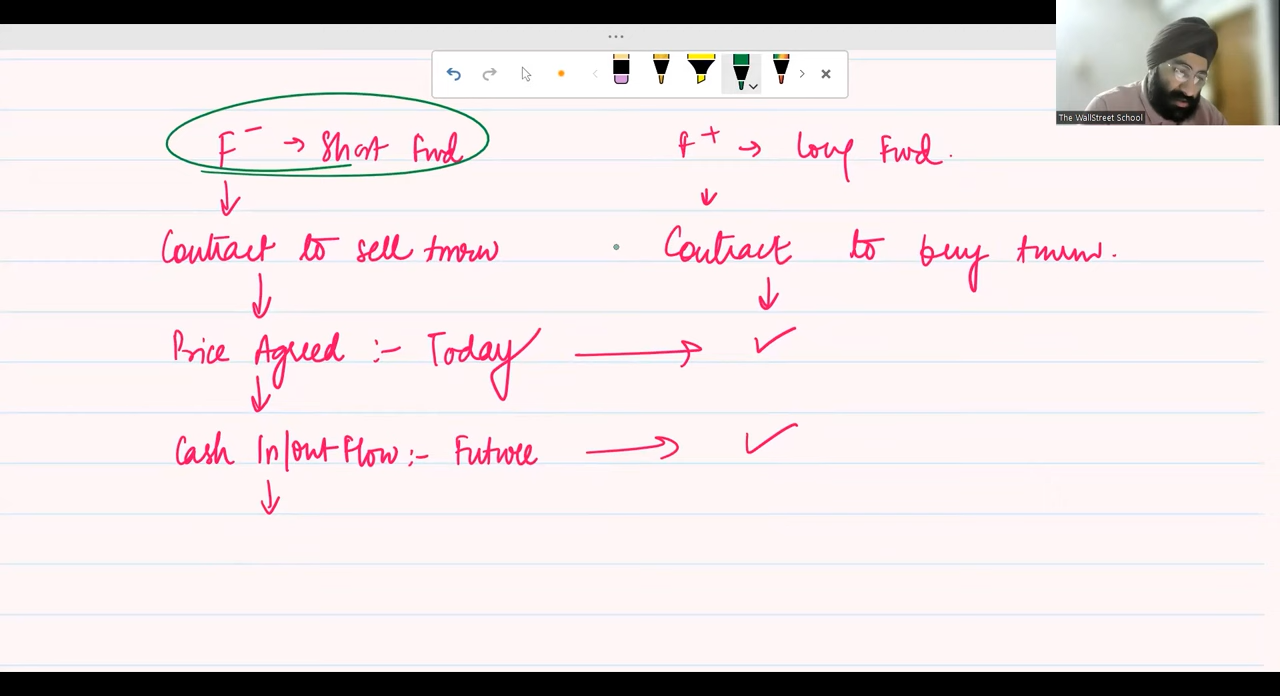 The WallStreet School
F⁻ → Short Fwd
F⁺ → Long Fwd.
↓ ↓
Contract to sell tmrw
Contract to buy tmrw.
↓ ↓
Price Agreed :- Today → ✓
↓
Cash In/out Flow :- Future → ✓
↓